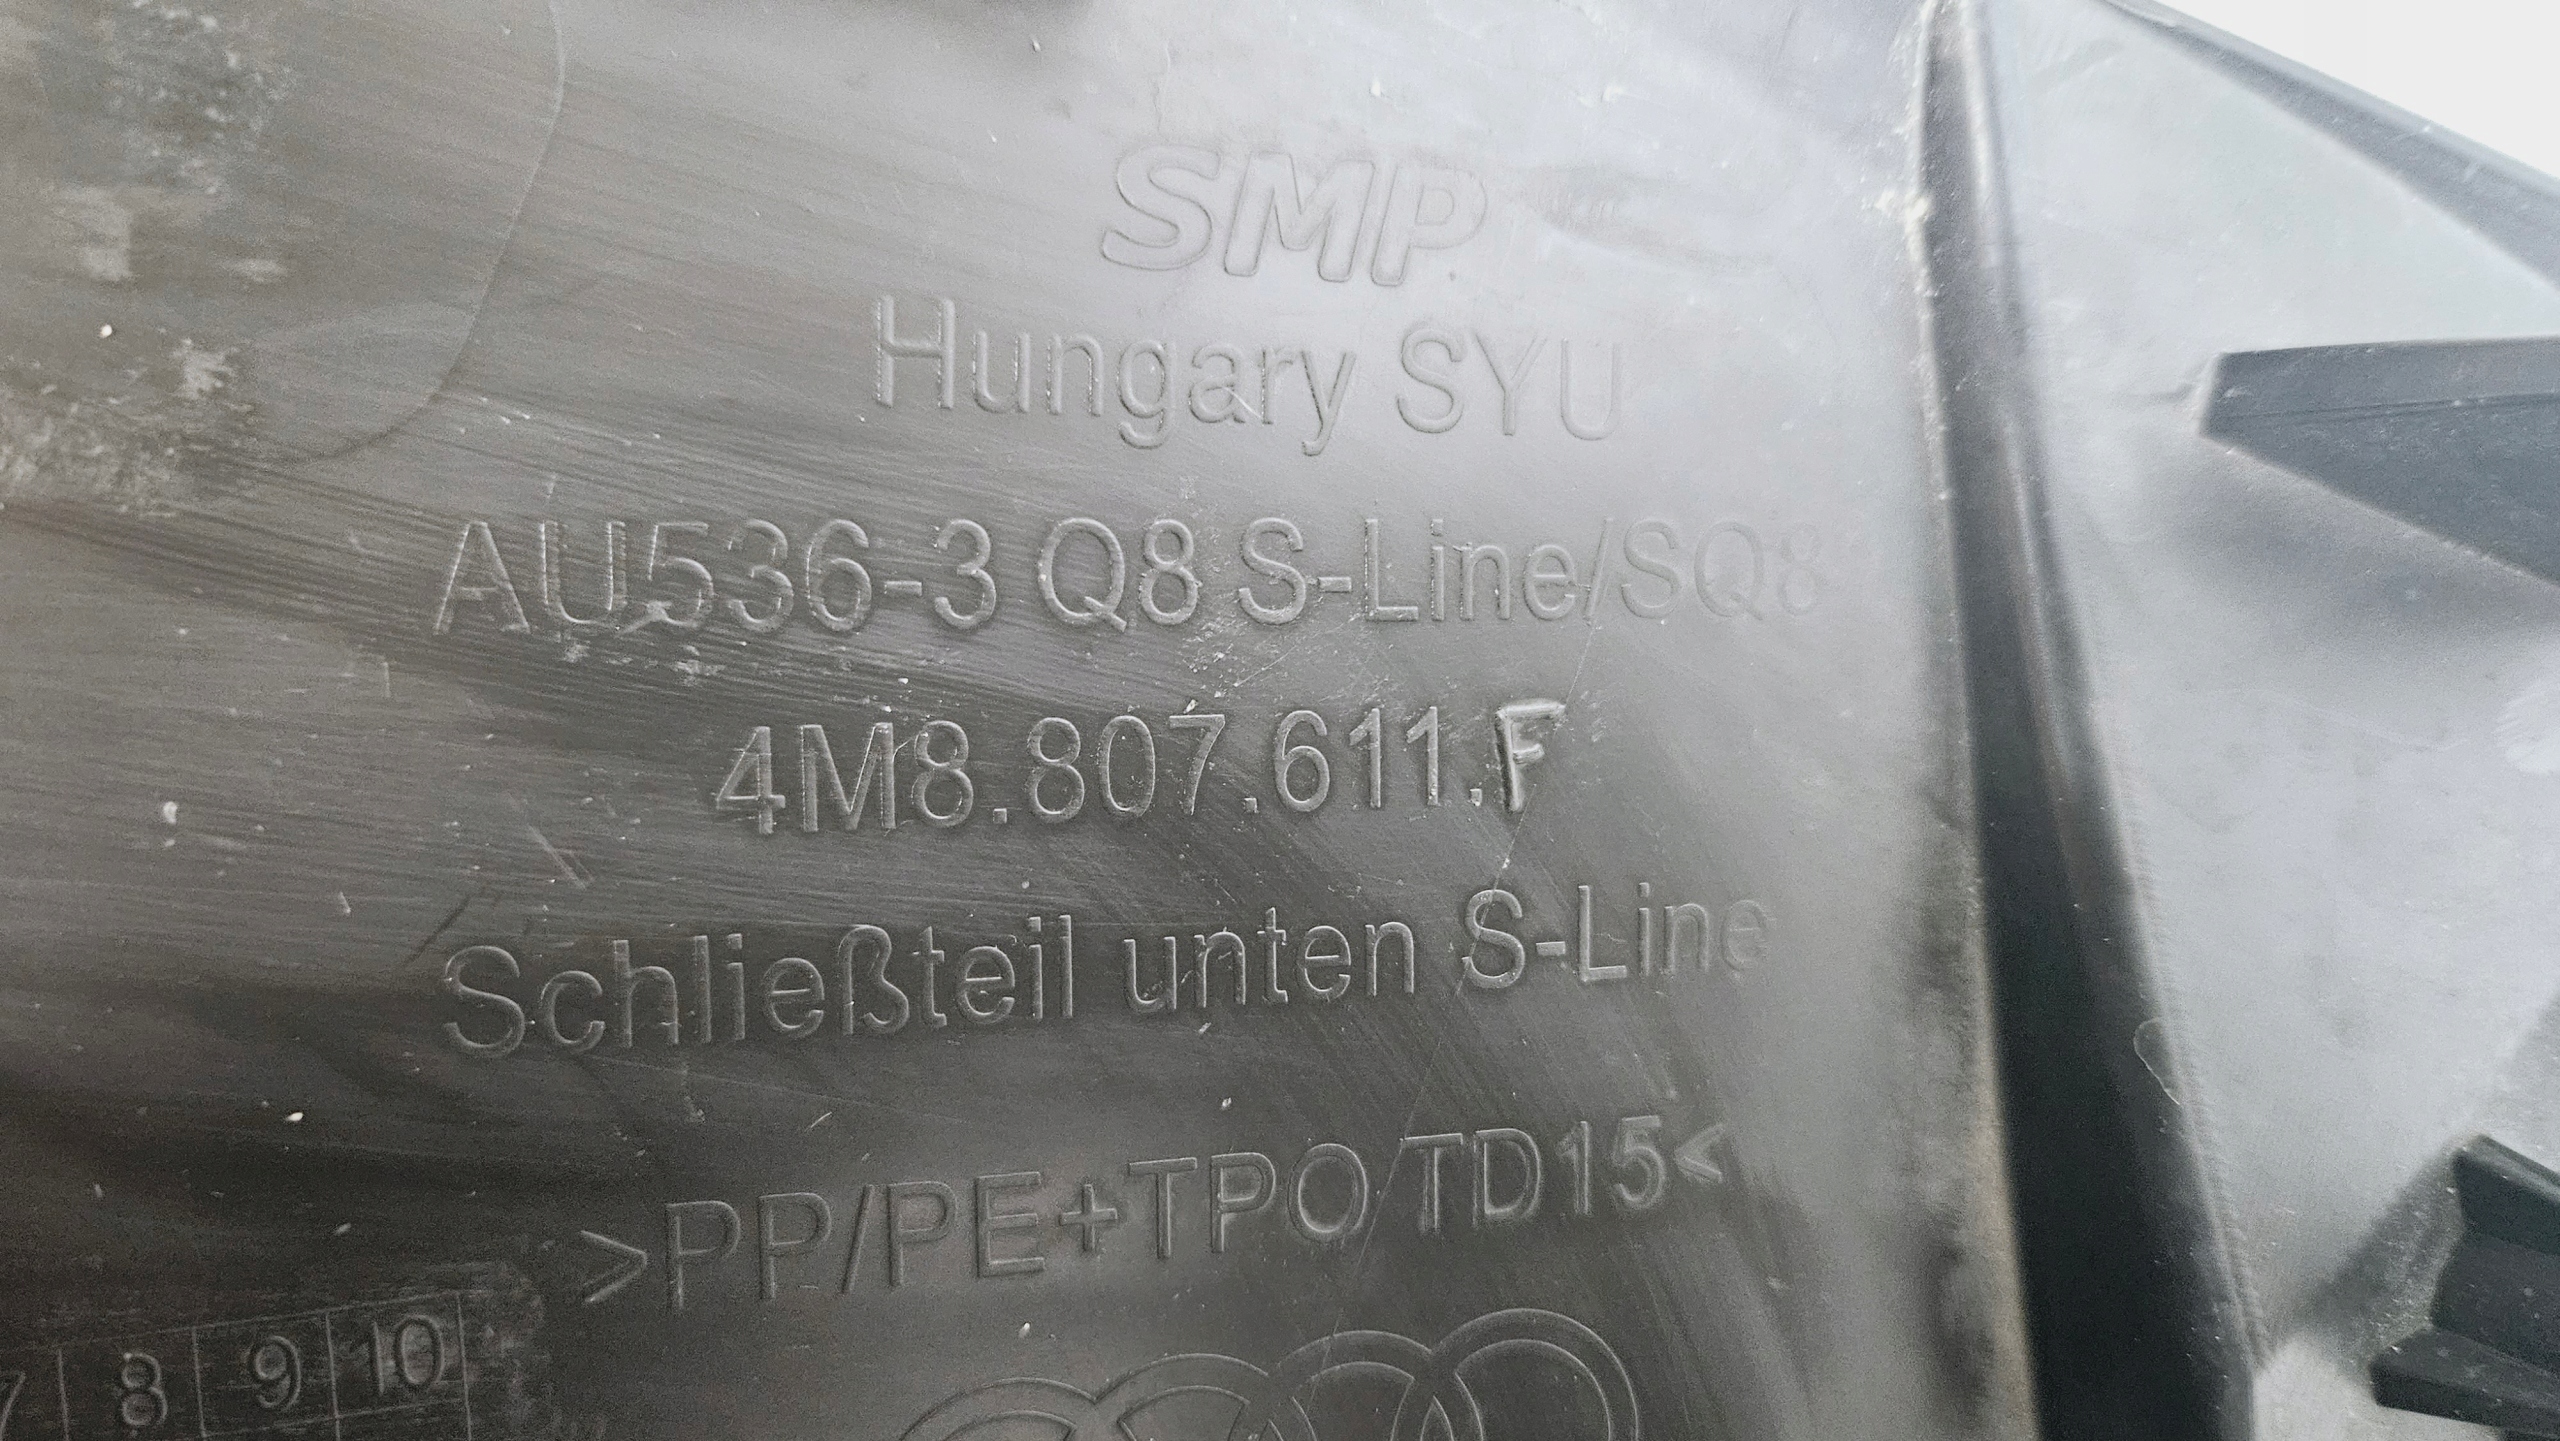 SMP
Hungary SYU
AU536-3 Q8 S-Line/SQ8
4M8.807.611.F
Schließteil unten S-Line
>PP/PE+TPO/TD15<
7 8 9 10